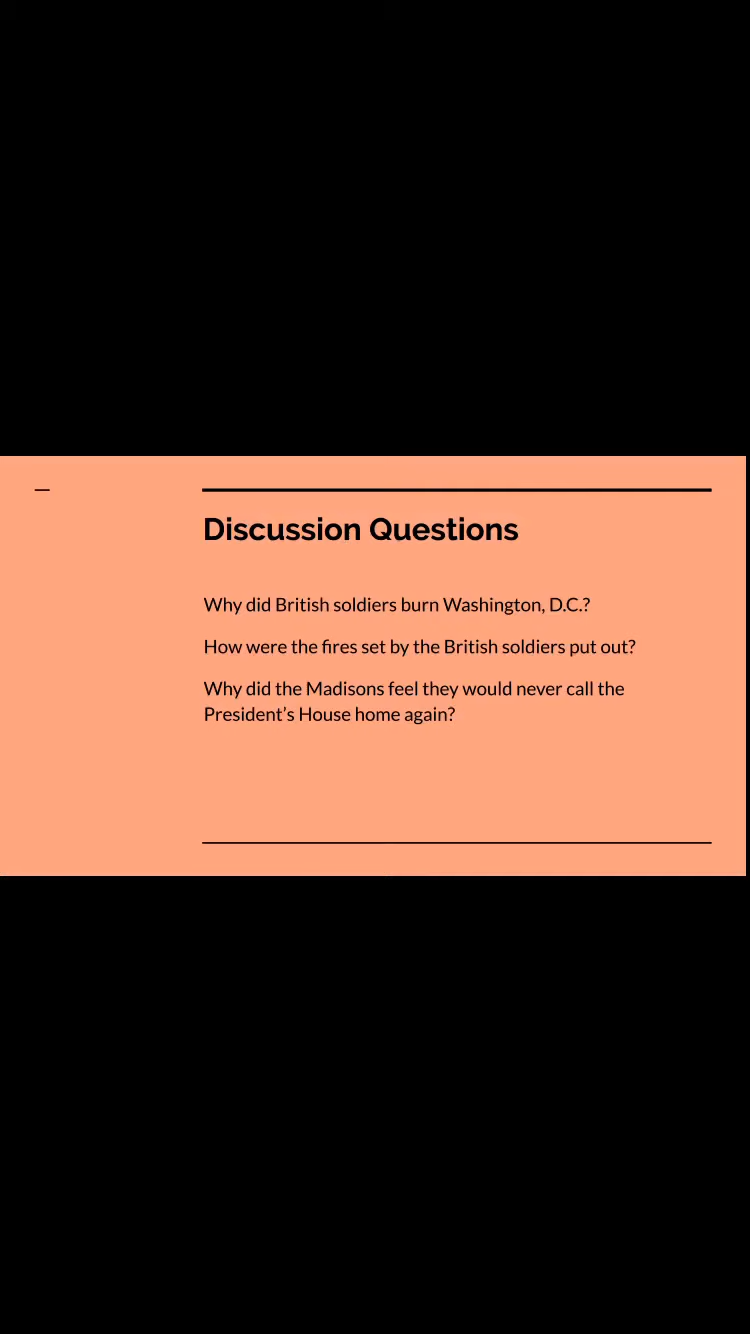 Discussion Questions
Why did British soldiers burn Washington, D.C.?
How were the fires set by the British soldiers put out?
Why did the Madisons feel they would never call the
President’s House home again?